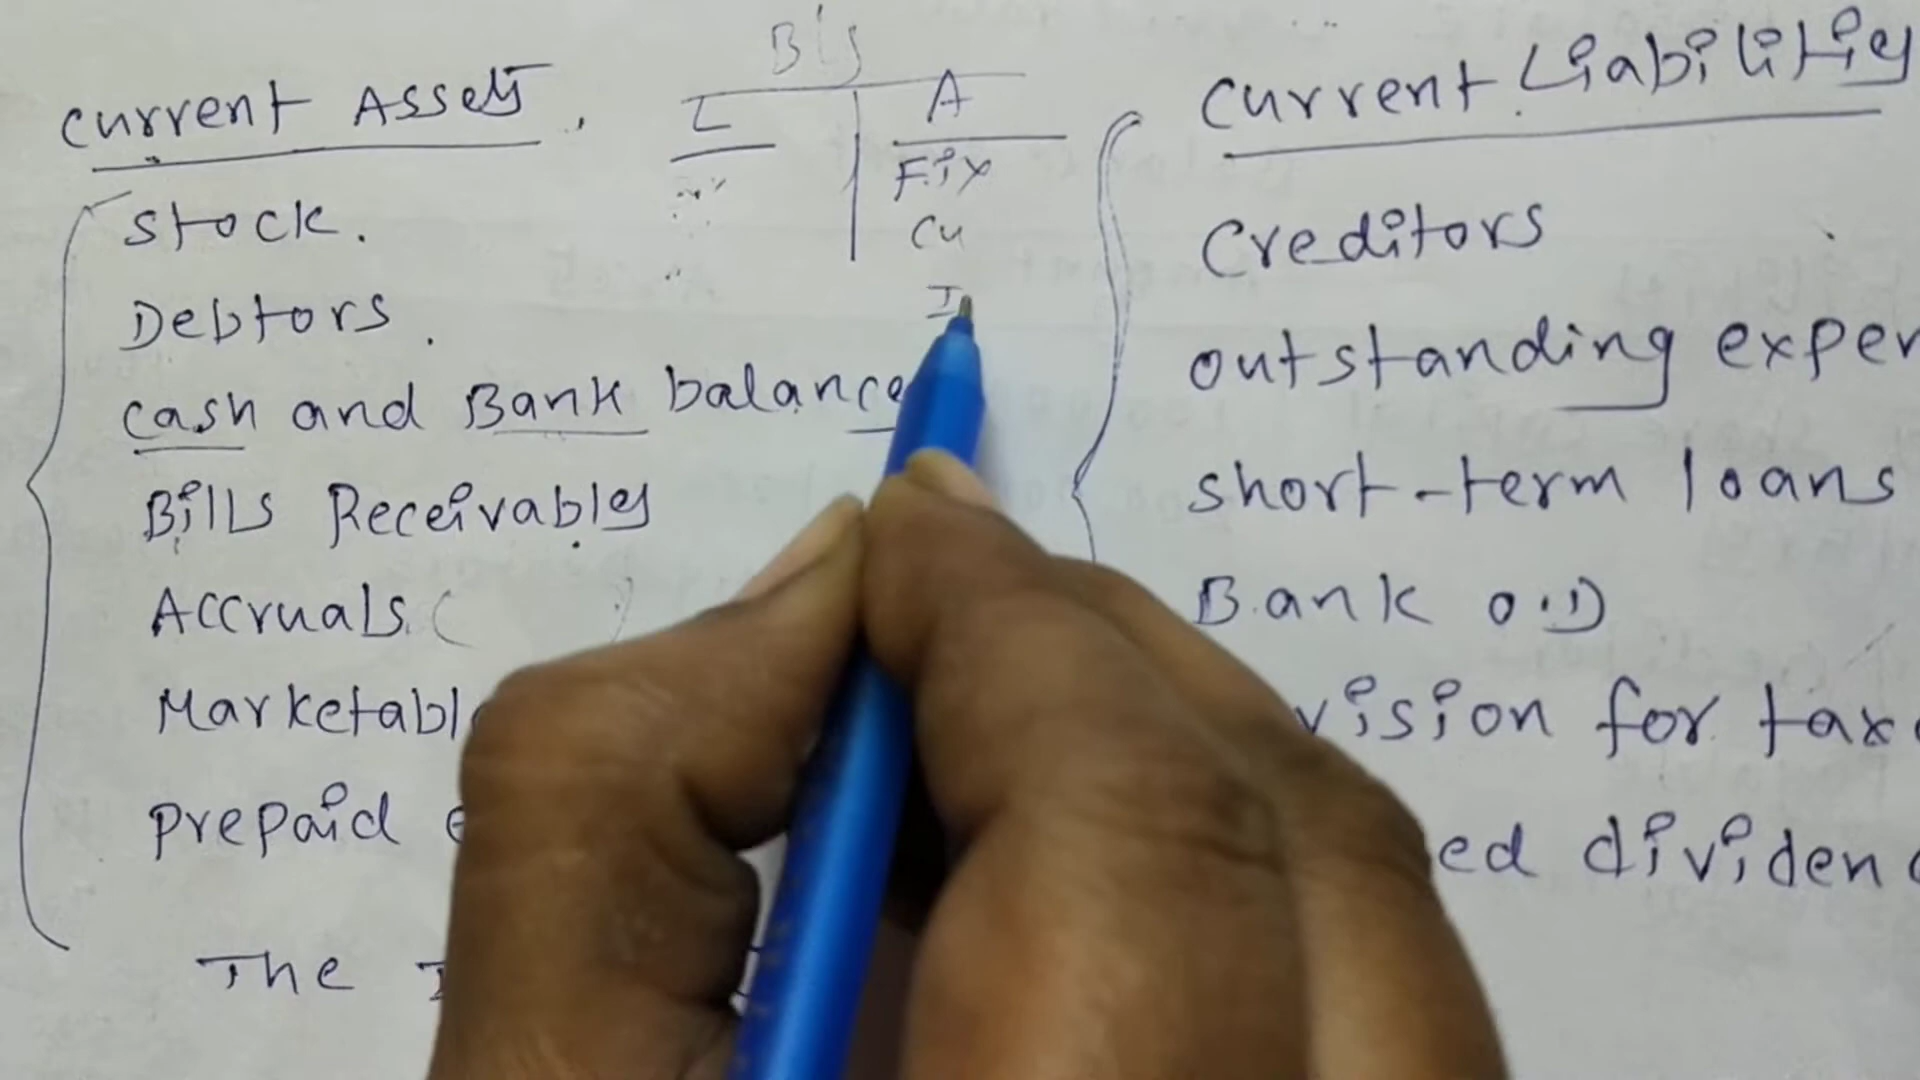 B/S
L A
Fix
Cu
I
Current Assets.
Stock.
Debtors.
Cash and Bank balance
Bills Receivables
Accruals (
Marketabl
Prepaid e
The I
Current Liabilities
Creditors
outstanding exper
short-term loans
Bank O.D
vision for tax
ed dividen